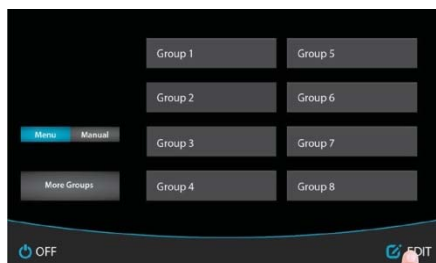 Group 1
Group 5
Group 2
Group 6
Menu
Manual
Group 3
Group 7
More Groups
Group 4
Group 8
OFF
EDIT